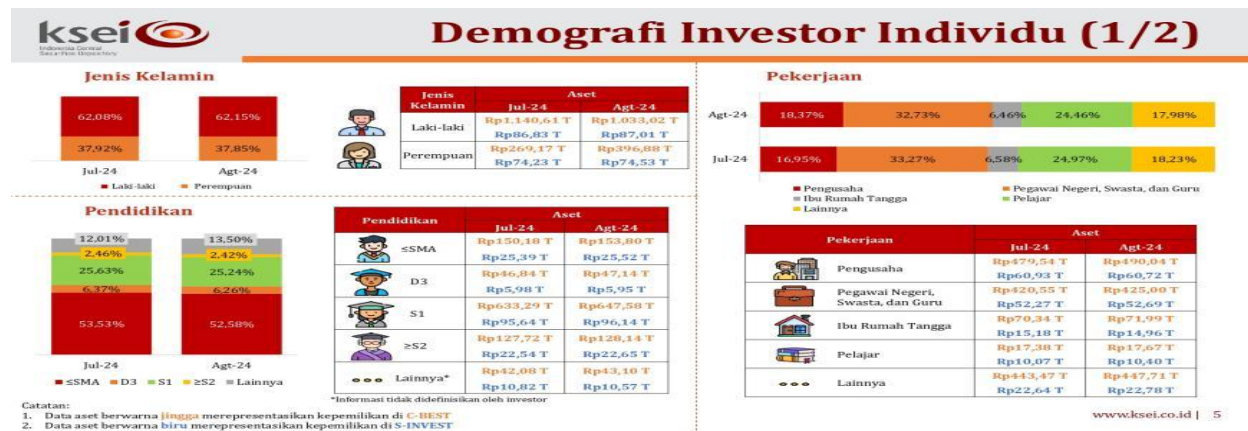 ksei
Indonesia Central
Securities Depository
Demografi Investor Individu (1/2)
Jenis Kelamin
62,08%
62,15%
37,92%
37,85%
Jul-24
Agt-24
Laki-laki
Perempuan
Jenis Kelamin
Aset
Jul-24
Agt-24
Laki-laki
Rp1.140,61 T
Rp1.033,02 T
Rp86,83 T
Rp87,01 T
Perempuan
Rp269,17 T
Rp396,88 T
Rp74,23 T
Rp74,53 T
Pendidikan
12,01%
13,50%
2,46%
2,42%
25,63%
25,24%
6,37%
6,26%
53,53%
52,58%
Jul-24
Agt-24
≤SMA
D3
S1
≥S2
Lainnya
Pendidikan
Aset
Jul-24
Agt-24
≤SMA
Rp150,18 T
Rp153,80 T
Rp25,39 T
Rp25,52 T
D3
Rp46,84 T
Rp47,14 T
Rp5,98 T
Rp5,95 T
S1
Rp633,29 T
Rp647,58 T
Rp95,64 T
Rp96,14 T
≥S2
Rp127,72 T
Rp128,14 T
Rp22,54 T
Rp22,65 T
Lainnya*
Rp42,08 T
Rp43,10 T
Rp10,82 T
Rp10,57 T
*Informasi tidak didefinisikan oleh investor
Catatan:
1. Data aset berwarna jingga merepresentasikan kepemilikan di C-BEST
2. Data aset berwarna biru merepresentasikan kepemilikan di S-INVEST
Pekerjaan
Agt-24
18,37%
32,73%
6,46%
24,46%
17,98%
Jul-24
16,95%
33,27%
6,58%
24,97%
18,23%
Pengusaha
Pegawai Negeri, Swasta, dan Guru
Ibu Rumah Tangga
Pelajar
Lainnya
Pekerjaan
Aset
Jul-24
Agt-24
Pengusaha
Rp479,54 T
Rp490,04 T
Rp60,93 T
Rp60,72 T
Pegawai Negeri,
Swasta, dan Guru
Rp420,55 T
Rp425,00 T
Rp52,27 T
Rp52,69 T
Ibu Rumah Tangga
Rp70,34 T
Rp71,99 T
Rp15,18 T
Rp14,96 T
Pelajar
Rp17,38 T
Rp17,67 T
Rp10,07 T
Rp10,40 T
Lainnya
Rp443,47 T
Rp447,71 T
Rp22,64 T
Rp22,78 T
www.ksei.co.id | 5